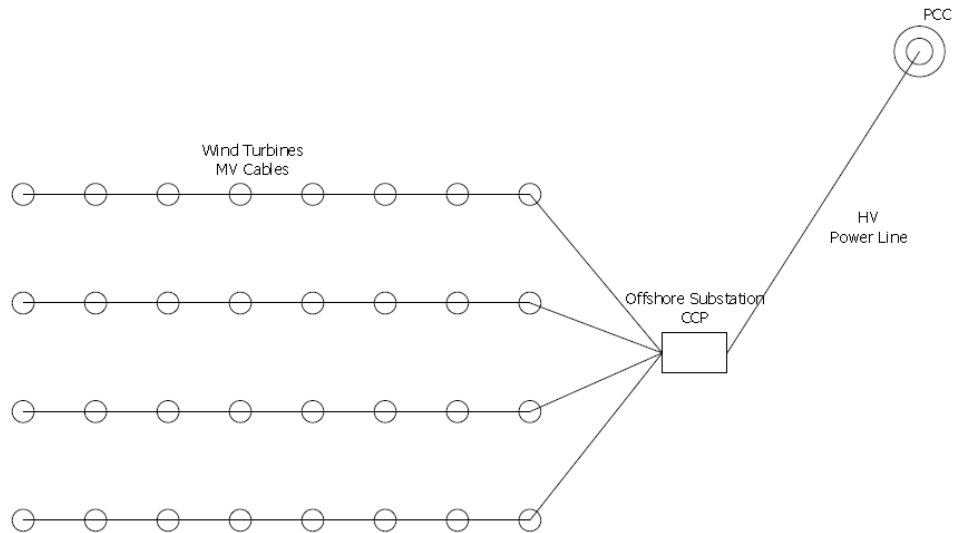 PCC
Wind Turbines
MV Cables
HV
Power Line
Offshore Substation
CCP